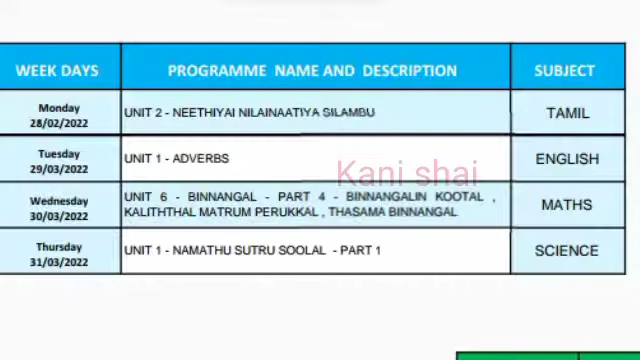 WEEK DAYS PROGRAMME NAME AND DESCRIPTION SUBJECT
Monday
28/02/2022
UNIT 2 - NEETHIYAI NILAINAATIYA SILAMBU
TAMIL
Tuesday
29/03/2022
UNIT 1 - ADVERBS
ENGLISH
Kani shai
Wednesday
30/03/2022
UNIT 6 - BINNANGAL - PART 4 - BINNANGALIN KOOTAL ,
KALITHTHAL MATRUM PERUKKAL , THASAMA BINNANGAL
MATHS
Thursday
31/03/2022
UNIT 1 - NAMATHU SUTRU SOOLAL - PART 1
SCIENCE